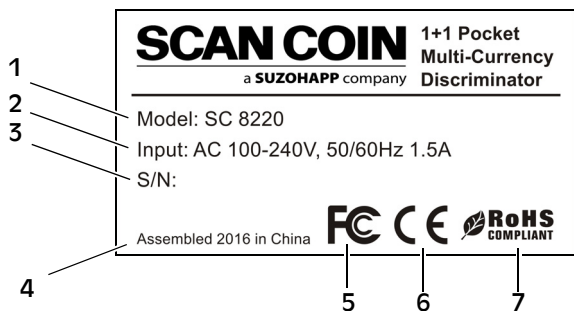 SCAN COIN
a SUZOHAPP company
1+1 Pocket
Multi-Currency
Discriminator
1
2
3
Model: SC 8220
Input: AC 100-240V, 50/60Hz 1.5A
S/N:
Assembled 2016 in China
FC
CE
RoHS
COMPLIANT
4
5
6
7